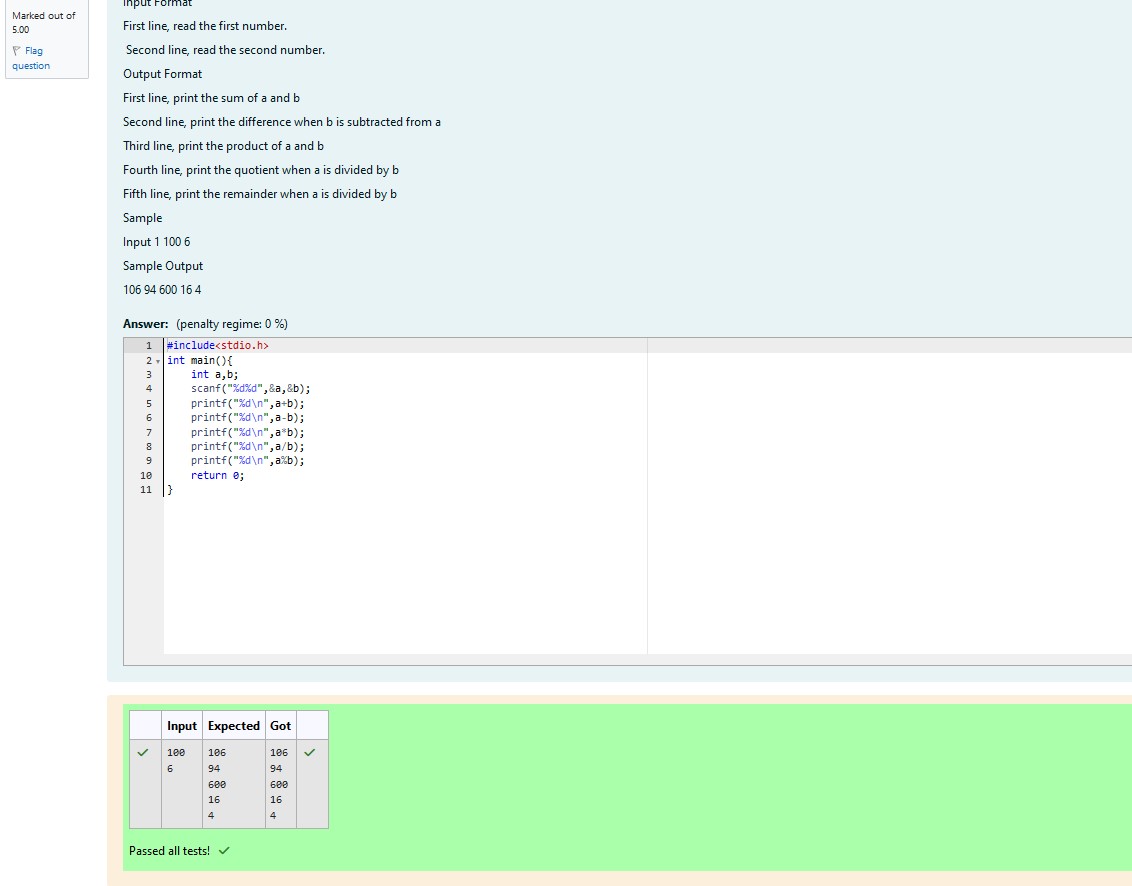 Marked out of
5.00
Flag
question
Input Format
First line, read the first number.
Second line, read the second number.
Output Format
First line, print the sum of a and b
Second line, print the difference when b is subtracted from a
Third line, print the product of a and b
Fourth line, print the quotient when a is divided by b
Fifth line, print the remainder when a is divided by b
Sample
Input 1 100 6
Sample Output
106 94 600 16 4
Answer: (penalty regime: 0 %)
1 #include<stdio.h>
2 int main(){
3 int a,b;
4 scanf("%d%d",&a,&b);
5 printf("%d\n",a+b);
6 printf("%d\n",a-b);
7 printf("%d\n",a*b);
8 printf("%d\n",a/b);
9 printf("%d\n",a%b);
10 return 0;
11 }
Input Expected Got
100 106 106
6 94 94
600 600
16 16
4 4
Passed all tests!